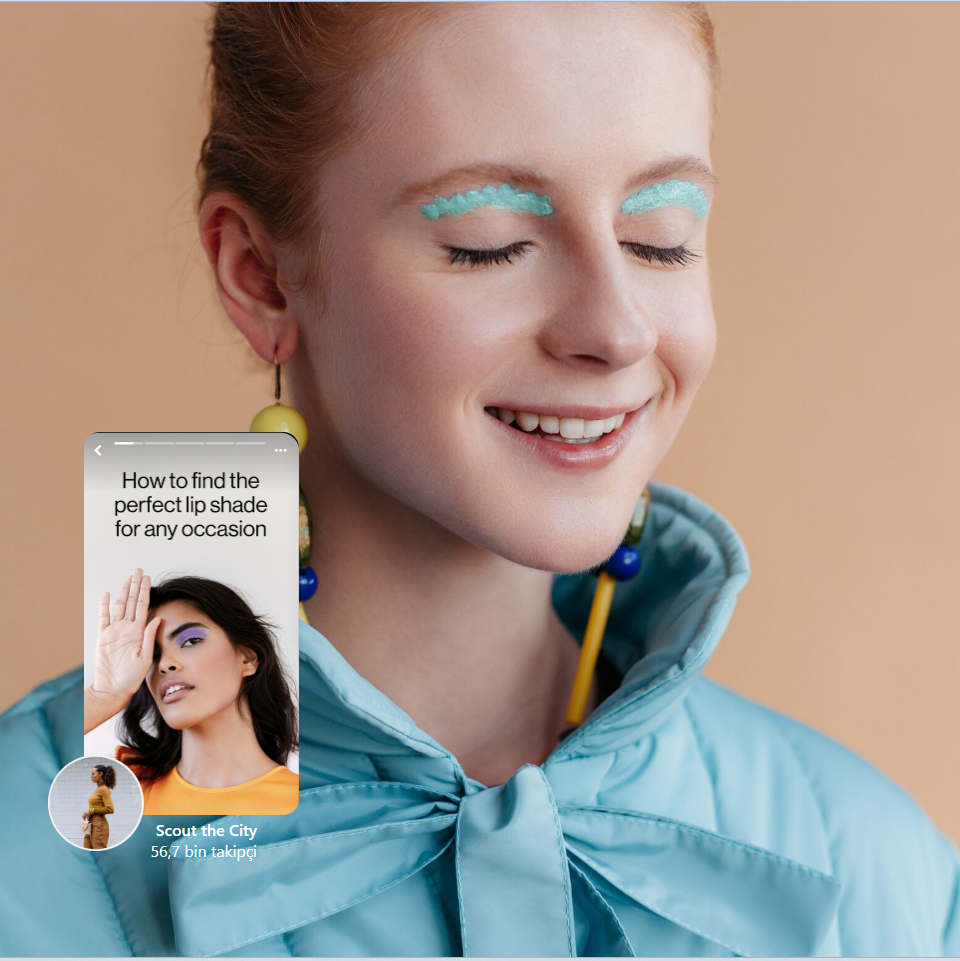 How to find the
perfect lip shade
for any occasion
Scout the City
56,7 bin takipçi